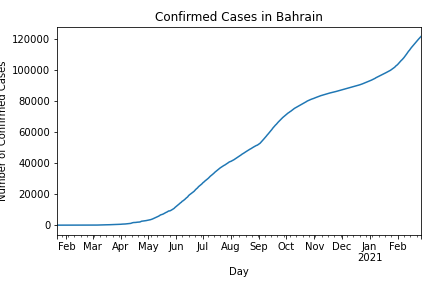 Confirmed Cases in Bahrain
Number of Confirmed Cases
120000
100000
80000
60000
40000
20000
0
Feb Mar Apr May Jun Jul Aug Sep Oct Nov Dec Jan Feb
2021
Day